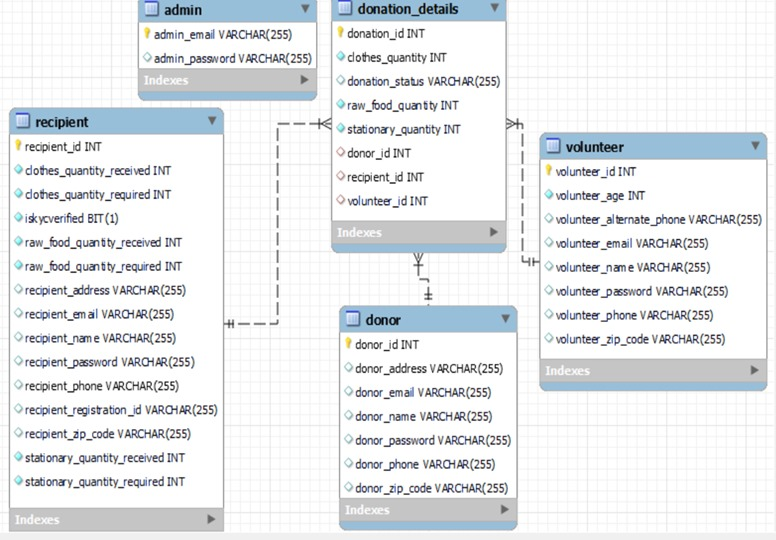 admin
admin_email VARCHAR(255)
admin_password VARCHAR(255)
Indexes
donation_details
donation_id INT
clothes_quantity INT
donation_status VARCHAR(255)
raw_food_quantity INT
stationary_quantity INT
donor_id INT
recipient_id INT
volunteer_id INT
Indexes
recipient
recipient_id INT
clothes_quantity_received INT
clothes_quantity_required INT
iskycverified BIT(1)
raw_food_quantity_received INT
raw_food_quantity_required INT
recipient_address VARCHAR(255)
recipient_email VARCHAR(255)
recipient_name VARCHAR(255)
recipient_password VARCHAR(255)
recipient_phone VARCHAR(255)
recipient_registration_id VARCHAR(255)
recipient_zip_code VARCHAR(255)
stationary_quantity_received INT
stationary_quantity_required INT
Indexes
volunteer
volunteer_id INT
volunteer_age INT
volunteer_alternate_phone VARCHAR(255)
volunteer_email VARCHAR(255)
volunteer_name VARCHAR(255)
volunteer_password VARCHAR(255)
volunteer_phone VARCHAR(255)
volunteer_zip_code VARCHAR(255)
Indexes
donor
donor_id INT
donor_address VARCHAR(255)
donor_email VARCHAR(255)
donor_name VARCHAR(255)
donor_password VARCHAR(255)
donor_phone VARCHAR(255)
donor_zip_code VARCHAR(255)
Indexes